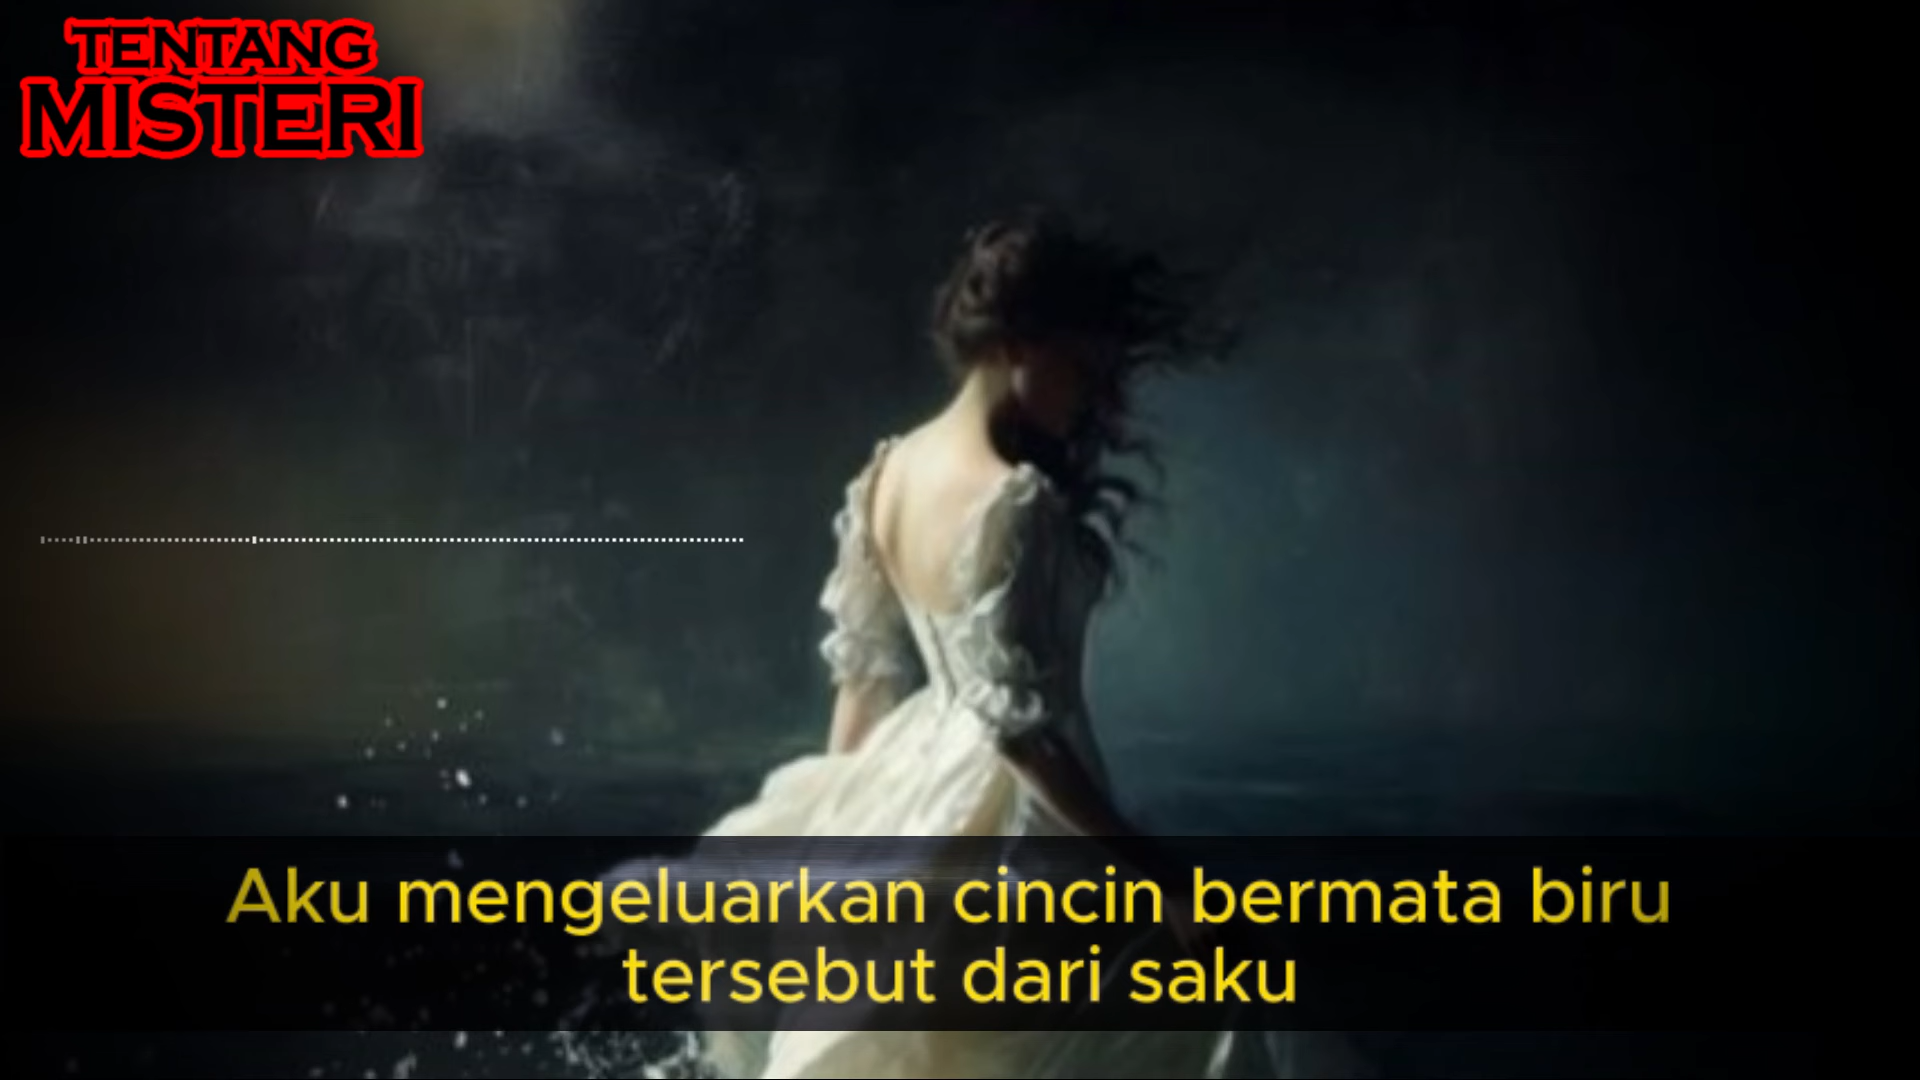 TENTANG
MISTERI
Aku mengeluarkan cincin bermata biru
tersebut dari saku